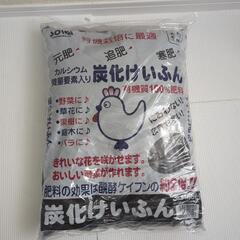 有機栽培に最適
元肥 追肥 寒肥
カルシウム
微量要素入り
炭化けいふん
有機質100%肥料
・野菜に♪
・草花に♪
・果樹に♪
・庭木に♪
・バラに♪
きれいな花を咲かせます。
おいしい野菜が作れます。
肥料の効果は醗酵ケイフンの約2倍!!
炭化けいふん